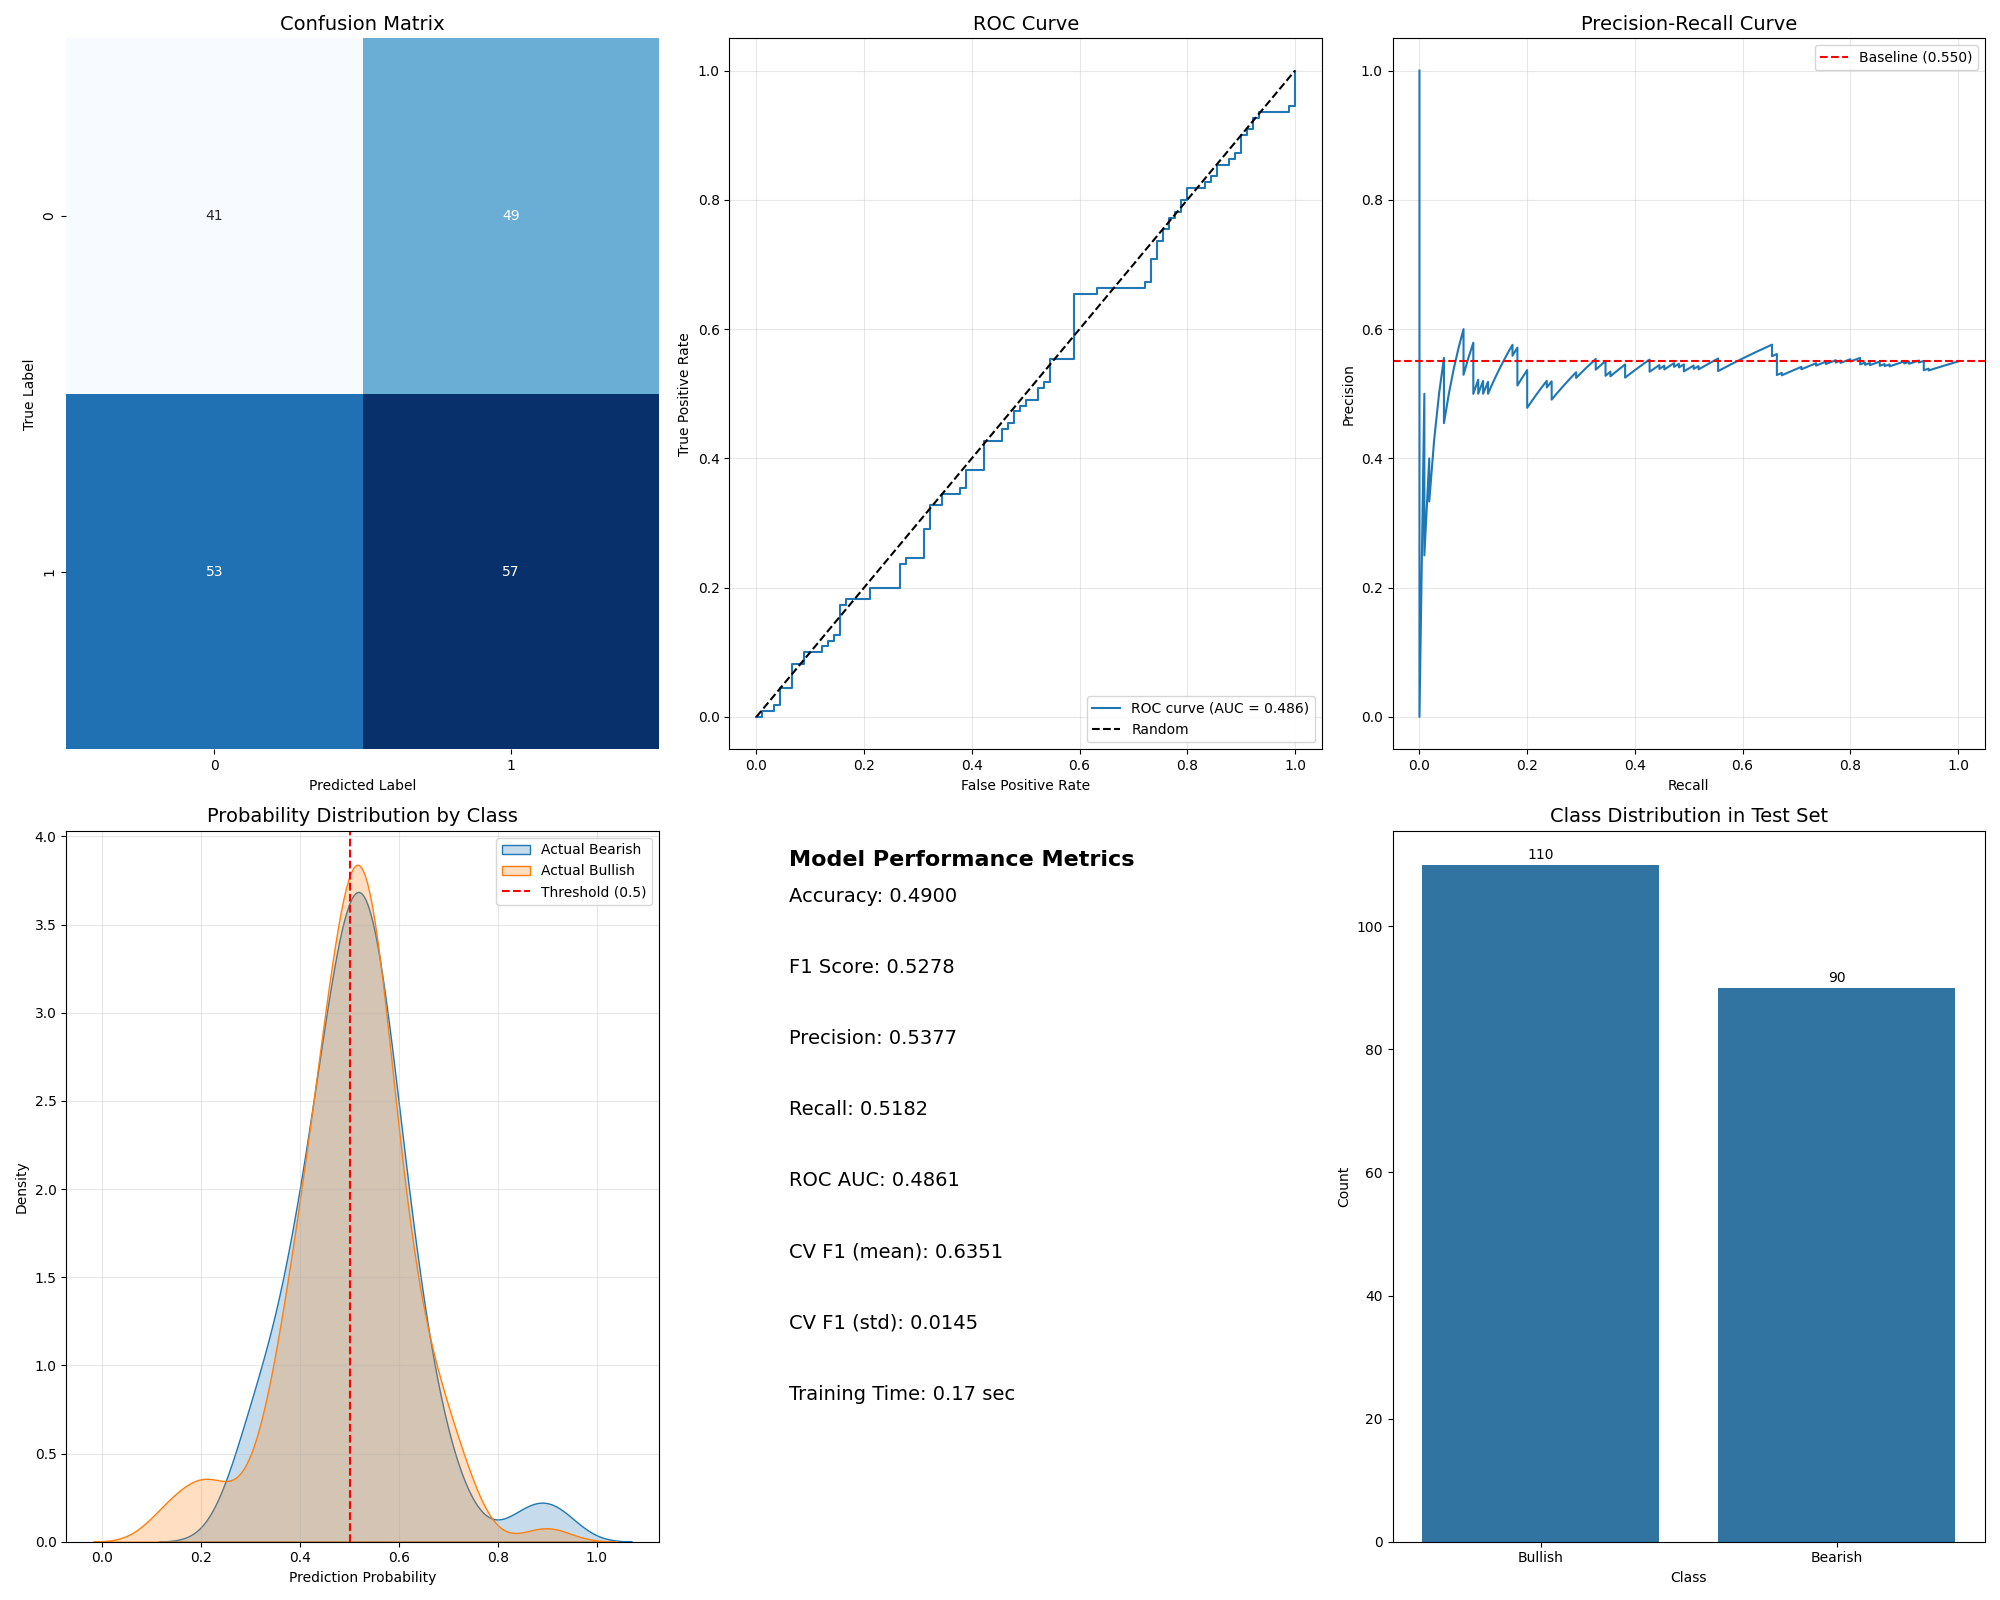 Confusion Matrix
0
1
True Label
41
49
53
57
0
1
Predicted Label
ROC Curve
1.0
0.8
0.6
0.4
0.2
0.0
True Positive Rate
ROC curve (AUC = 0.486)
Random
0.0
0.2
0.4
0.6
0.8
1.0
False Positive Rate
Precision-Recall Curve
Baseline (0.550)
1.0
0.8
0.6
0.4
0.2
0.0
Precision
0.0
0.2
0.4
0.6
0.8
1.0
Recall
Probability Distribution by Class
Actual Bearish
Actual Bullish
Threshold (0.5)
4.0
3.5
3.0
2.5
2.0
1.5
1.0
0.5
0.0
Density
0.0
0.2
0.4
0.6
0.8
1.0
Prediction Probability
Model Performance Metrics
Accuracy: 0.4900
F1 Score: 0.5278
Precision: 0.5377
Recall: 0.5182
ROC AUC: 0.4861
CV F1 (mean): 0.6351
CV F1 (std): 0.0145
Training Time: 0.17 sec
Class Distribution in Test Set
110
90
100
80
60
40
20
0
Count
Bullish
Bearish
Class